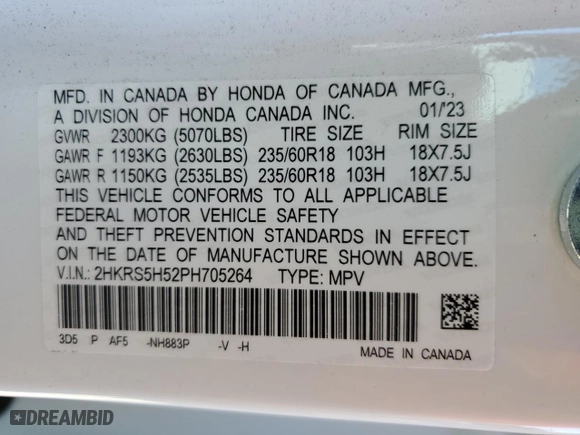 MFD. IN CANADA BY HONDA OF CANADA MFG.,
A DIVISION OF HONDA CANADA INC. 01/'23
GVWR 2300KG (5070LBS) TIRE SIZE RIM SIZE
GAWR F 1193KG (2630LBS) 235/60R18 103H 18X7.5J
GAWR R 1150KG (2535LBS) 235/60R18 103H 18X7.5J
THIS VEHICLE CONFORMS TO ALL APPLICABLE
FEDERAL MOTOR VEHICLE SAFETY
AND THEFT PREVENTION STANDARDS IN EFFECT
ON THE DATE OF MANUFACTURE SHOWN ABOVE.
V.I.N.: 2HKRS5H52PH705264 TYPE: MPV
3D5 P AF5 -NH883P -V -H
MADE IN CANADA
DREAMBID